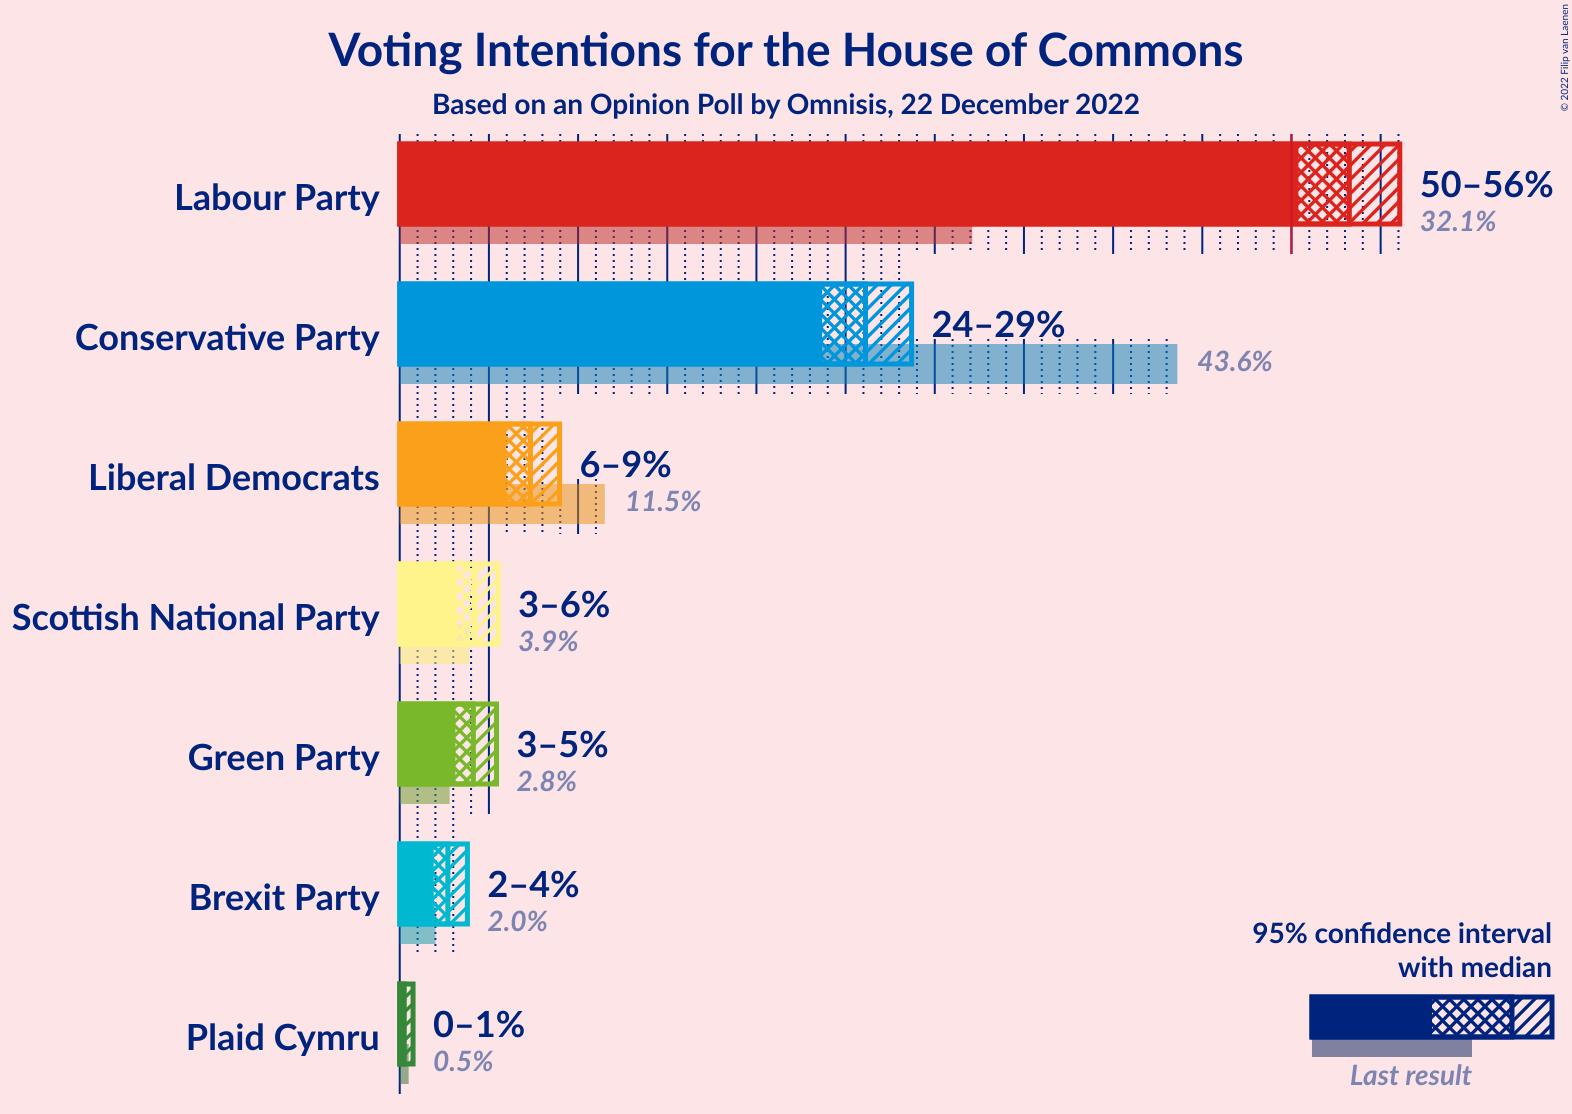 Voting Intentions for the House of Commons
Based on an Opinion Poll by Omnisis, 22 December 2022
© 2022 Filip van Laenen
Labour Party
50–56%
32.1%
Conservative Party
24–29%
43.6%
Liberal Democrats
6–9%
11.5%
Scottish National Party
3–6%
3.9%
Green Party
3–5%
2.8%
Brexit Party
2–4%
2.0%
Plaid Cymru
0–1%
0.5%
95% confidence interval
with median
Last result